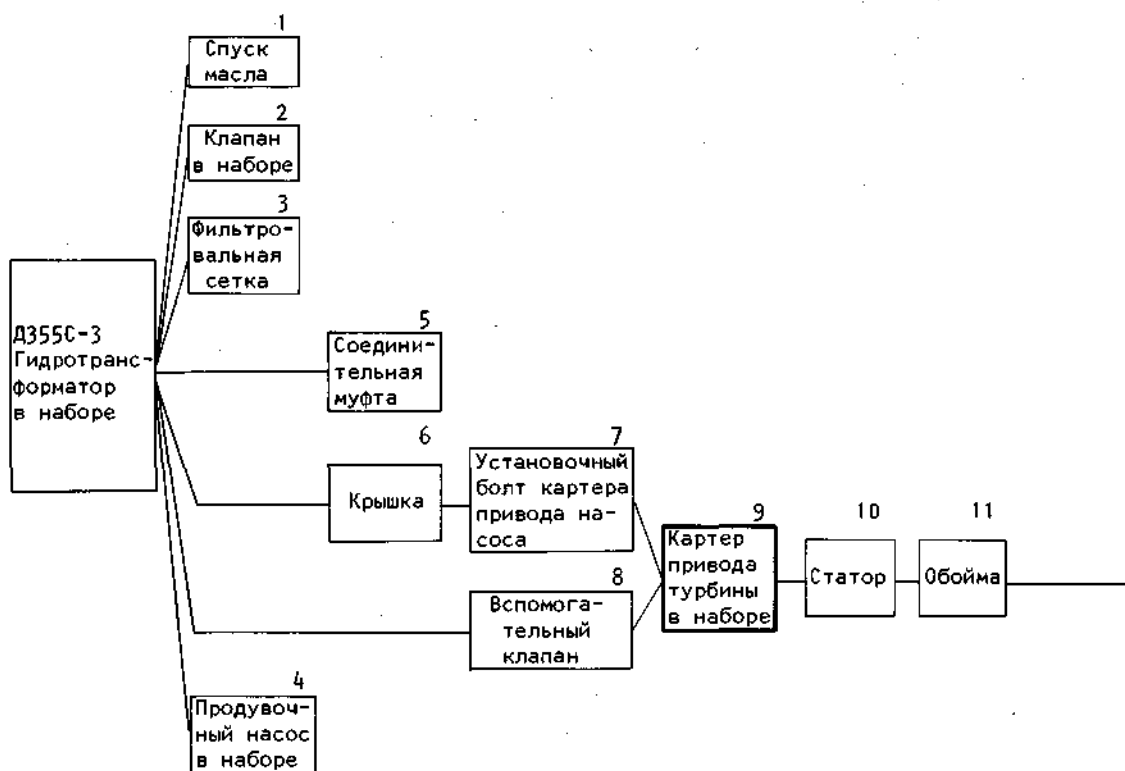 1
Спуск
масла
2
Клапан
в наборе
3
Фильтро-
вальная
сетка
Д355С-3
Гидротранс-
форматор
в наборе
5
Соедини-
тельная
муфта
6
Крышка
7
Установочный
болт картера
привода на-
соса
8
Вспомога-
тельный
клапан
9
Картер
привода
турбины
в наборе
10
Статор
11
Обойма
4
Продувоч-
ный насос
в наборе